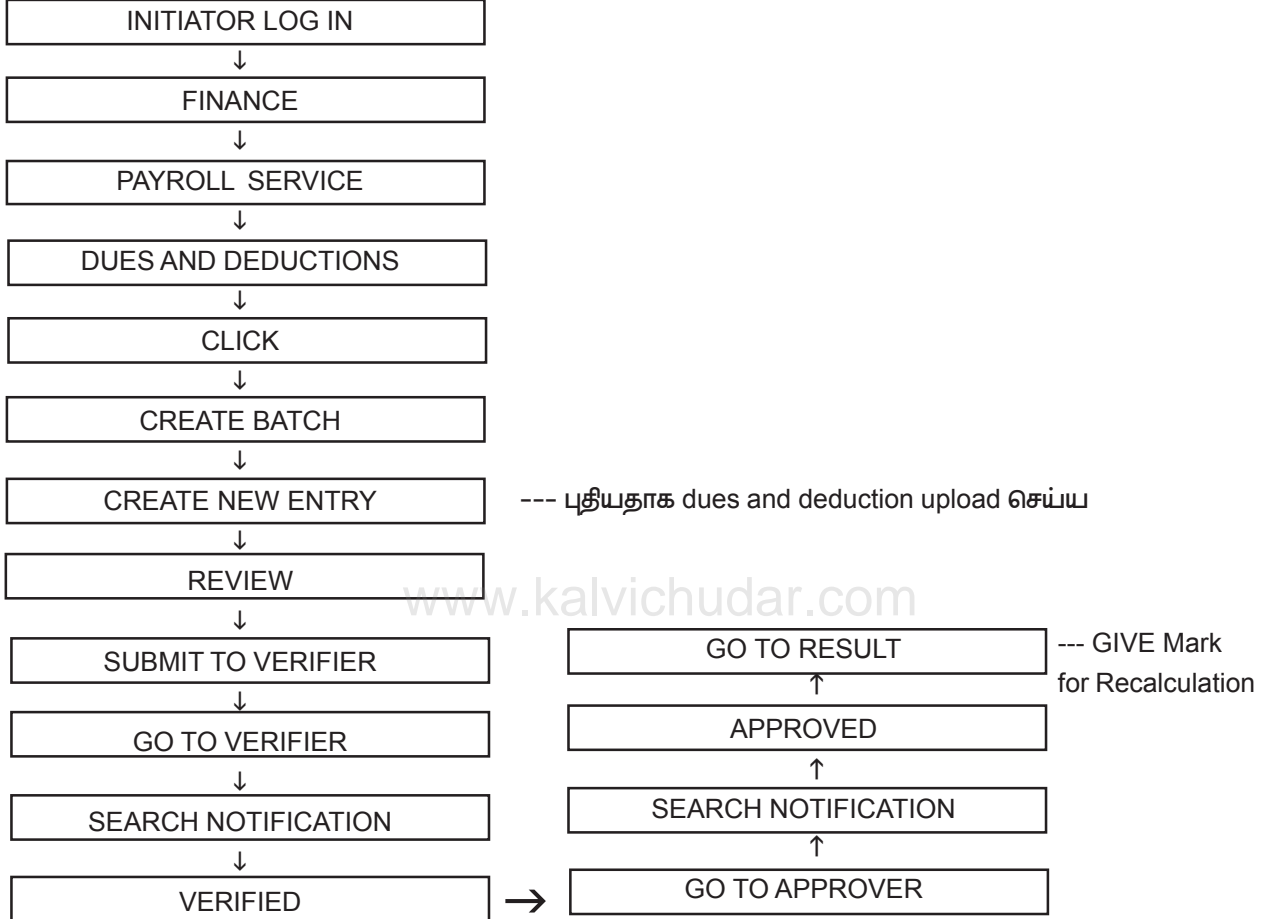 INITIATOR LOG IN
↓
FINANCE
↓
PAYROLL SERVICE
↓
DUES AND DEDUCTIONS
↓
CLICK
↓
CREATE BATCH
↓
CREATE NEW ENTRY --- புதியதாக dues and deduction upload செய்ய
↓
REVIEW
↓
www.kalvichudar.com
SUBMIT TO VERIFIER
↓
GO TO VERIFIER
↓
SEARCH NOTIFICATION
↓
VERIFIED
→
GO TO APPROVER
↑
SEARCH NOTIFICATION
↑
APPROVED
↑
GO TO RESULT --- GIVE Mark
for Recalculation